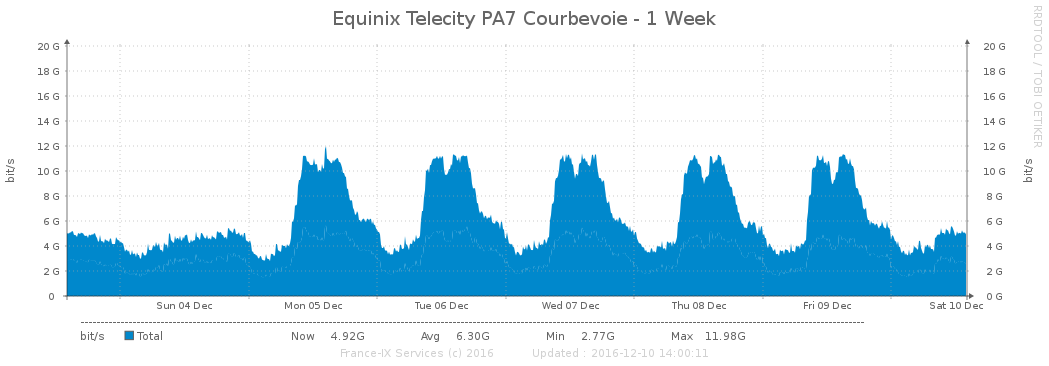 Equinix Telecity PA7 Courbevoie - 1 Week
RRDTOOL / TOBI OETIKER
bit/s
bit/s
20 G 20 G
18 G 18 G
16 G 16 G
14 G 14 G
12 G 12 G
10 G 10 G
8 G 8 G
6 G 6 G
4 G 4 G
2 G 2 G
0 0 G
Sun 04 Dec Mon 05 Dec Tue 06 Dec Wed 07 Dec Thu 08 Dec Fri 09 Dec Sat 10 Dec
bit/s Total Now 4.92G Avg 6.30G Min 2.77G Max 11.98G
France-IX Services (c) 2016 Updated : 2016-12-10 14:00:11